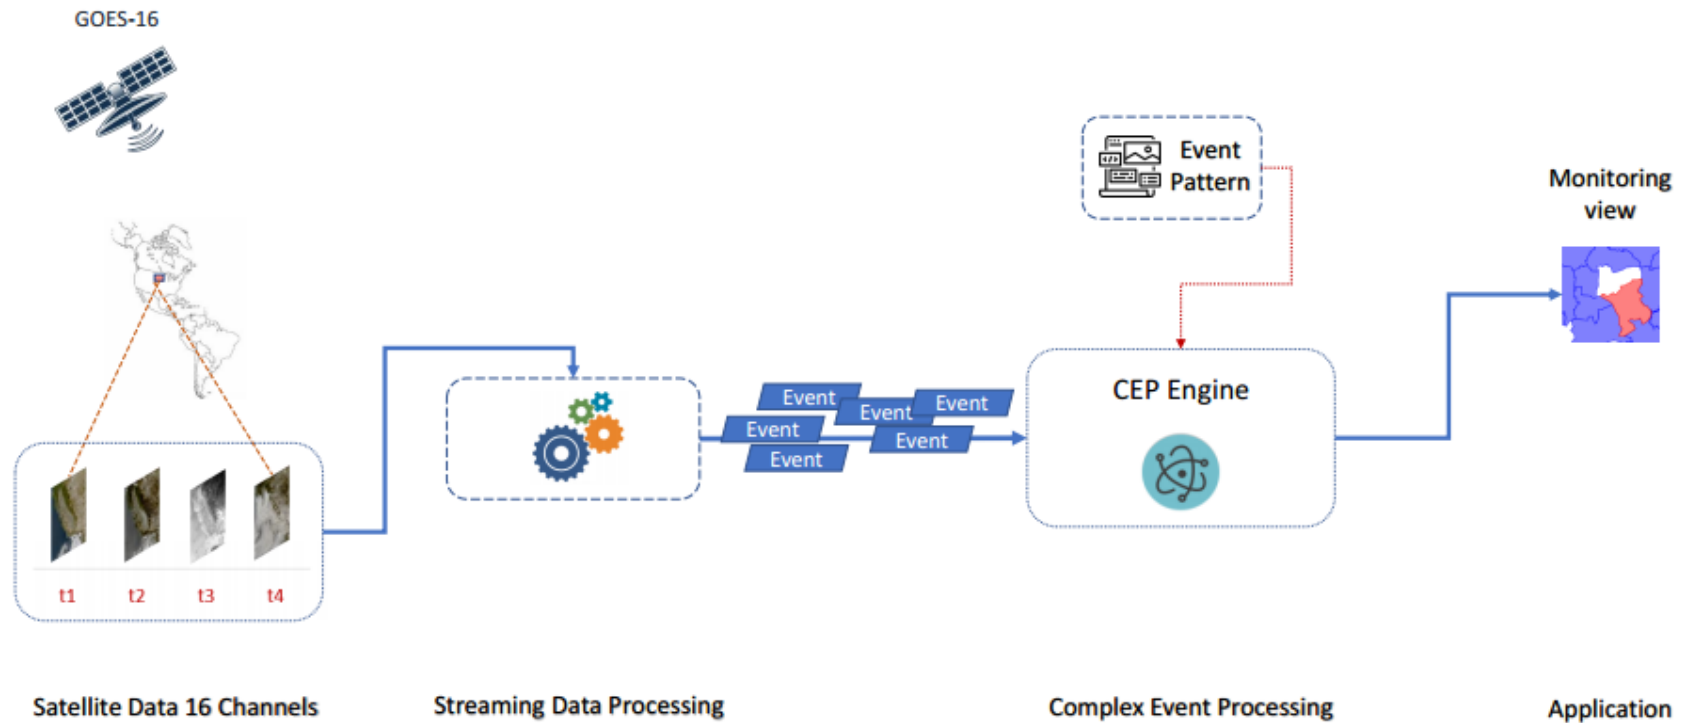 GOES-16
t1
t2
t3
t4
Satellite Data 16 Channels
Streaming Data Processing
Event
Event
Event
Event
Event
Event
Event
Pattern
CEP Engine
Complex Event Processing
Monitoring
view
Application